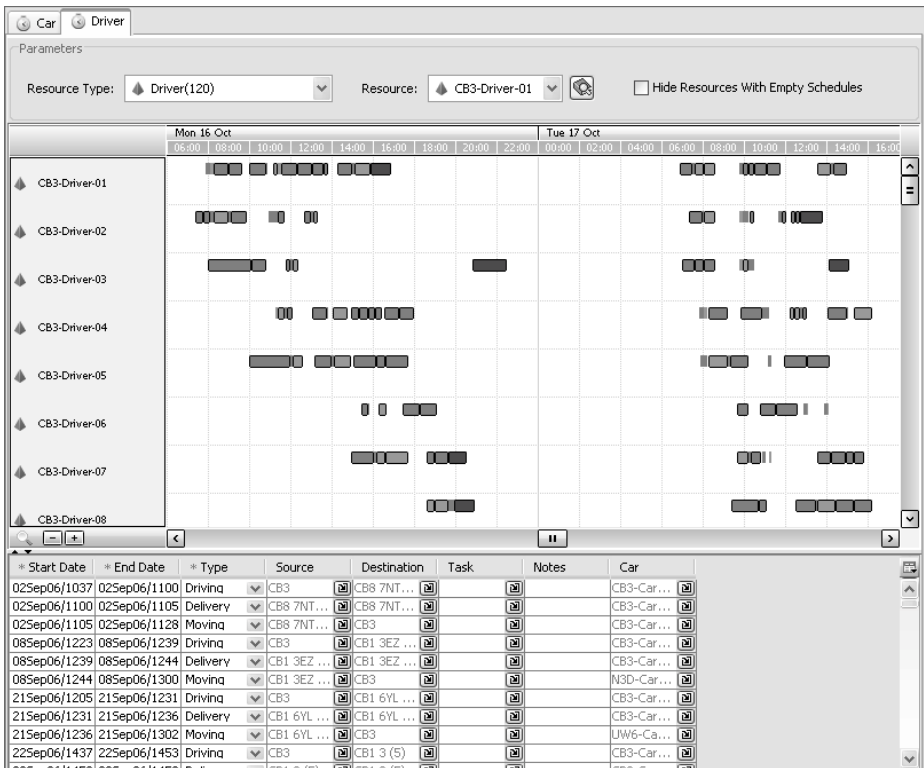 Car Driver
Parameters
Resource Type: Driver(120) Resource: CB3-Driver-01 Hide Resources With Empty Schedules
Mon 16 Oct Tue 17 Oct
06:00 08:00 10:00 12:00 14:00 16:00 18:00 20:00 22:00 00:00 02:00 04:00 06:00 08:00 10:00 12:00 14:00 16:00
CB3-Driver-01
CB3-Driver-02
CB3-Driver-03
CB3-Driver-04
CB3-Driver-05
CB3-Driver-06
CB3-Driver-07
CB3-Driver-08
* Start Date * End Date * Type Source Destination Task Notes Car
02Sep06/1037 02Sep06/1100 Driving CB3 CB8 7NT... CB3-Car...
02Sep06/1100 02Sep06/1105 Delivery CB8 7NT... CB8 7NT... CB3-Car...
02Sep06/1105 02Sep06/1128 Moving CB8 7NT... CB3 CB3-Car...
08Sep06/1223 08Sep06/1239 Driving CB3 CB1 3EZ ... CB3-Car...
08Sep06/1239 08Sep06/1244 Delivery CB1 3EZ ... CB1 3EZ ... CB3-Car...
08Sep06/1244 08Sep06/1300 Moving CB1 3EZ ... CB3 N3D-Car...
21Sep06/1205 21Sep06/1231 Driving CB3 CB1 6YL ... CB3-Car...
21Sep06/1231 21Sep06/1236 Delivery CB1 6YL ... CB1 6YL ... CB3-Car...
21Sep06/1236 21Sep06/1302 Moving CB1 6YL ... CB3 UW6-Ca...
22Sep06/1437 22Sep06/1453 Driving CB3 CB1 3 (5) CB3-Car...